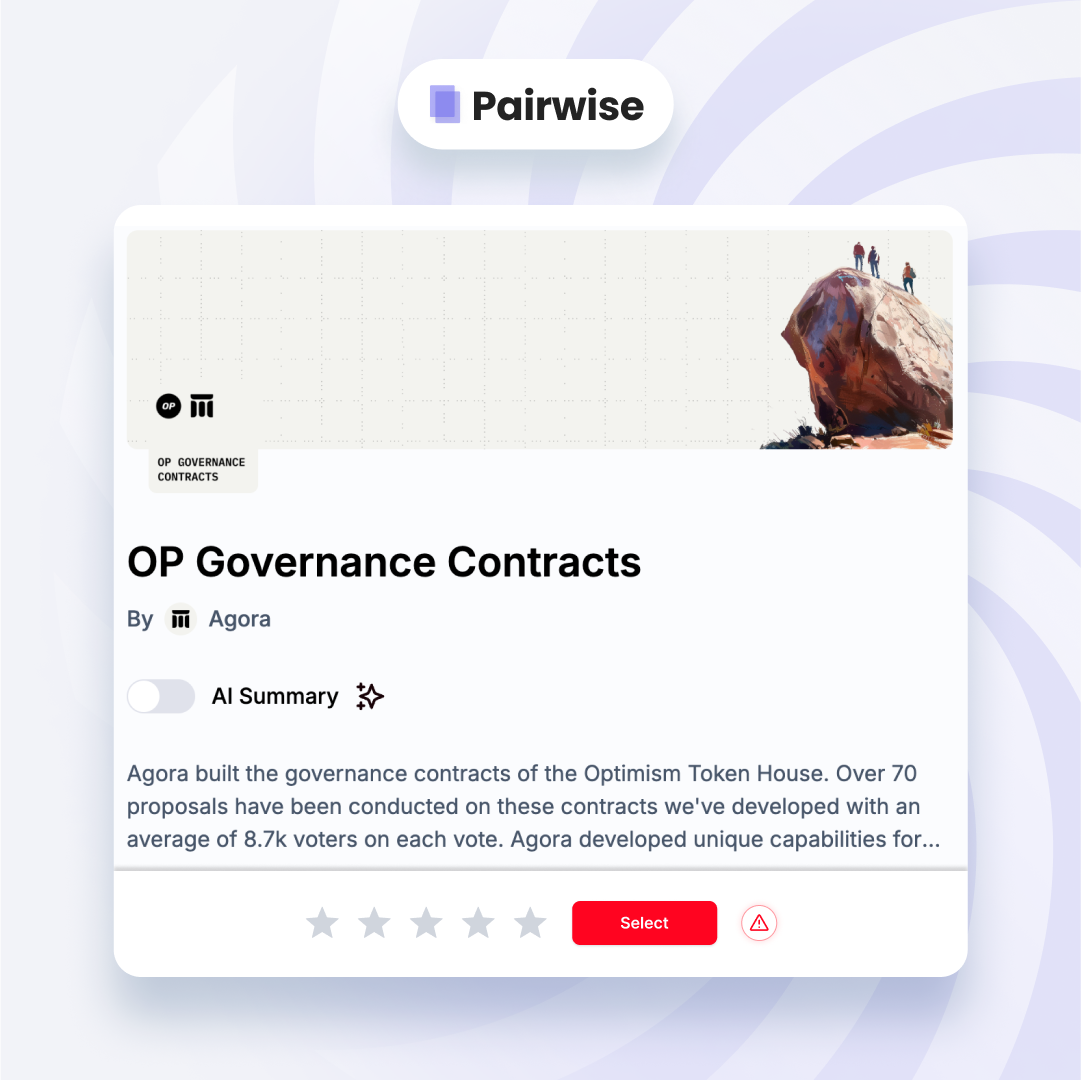 Pairwise
OP
OP GOVERNANCE
CONTRACTS
OP Governance Contracts
By Agora
AI Summary
Agora built the governance contracts of the Optimism Token House. Over 70
proposals have been conducted on these contracts we've developed with an
average of 8.7k voters on each vote. Agora developed unique capabilities for...
Select